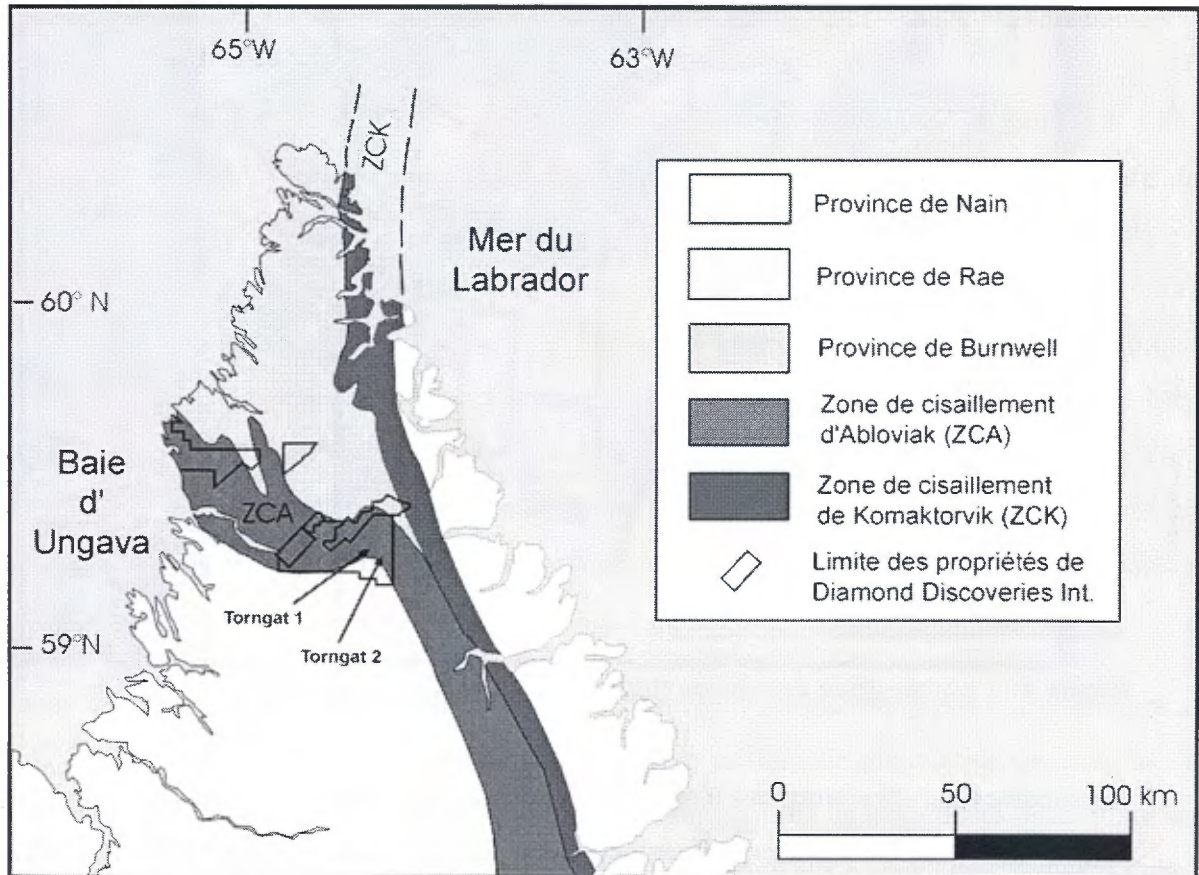 65°W
63°W
ZCK
Mer du
Labrador
60° N
Baie
d'
Ungava
ZCA
Torngat 1
Torngat 2
59°N
Province de Nain
Province de Rae
Province de Burnwell
Zone de cisaillement
d'Abloviak (ZCA)
Zone de cisaillement
de Komaktorvik (ZCK)
Limite des propriétés de
Diamond Discoveries Int.
0
50
100 km